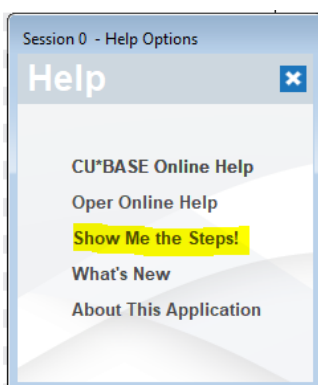 Session 0 - Help Options
Help
CU*BASE Online Help
Oper Online Help
Show Me the Steps!
What's New
About This Application